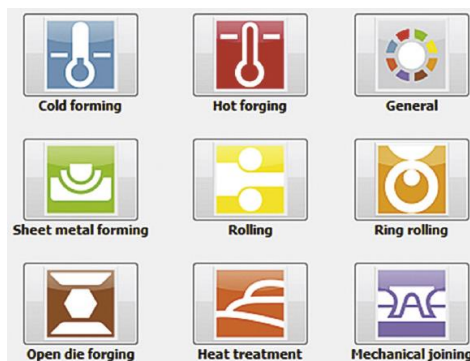 Cold forming
Hot forging
General
Sheet metal forming
Rolling
Ring rolling
Open die forging
Heat treatment
Mechanical joining